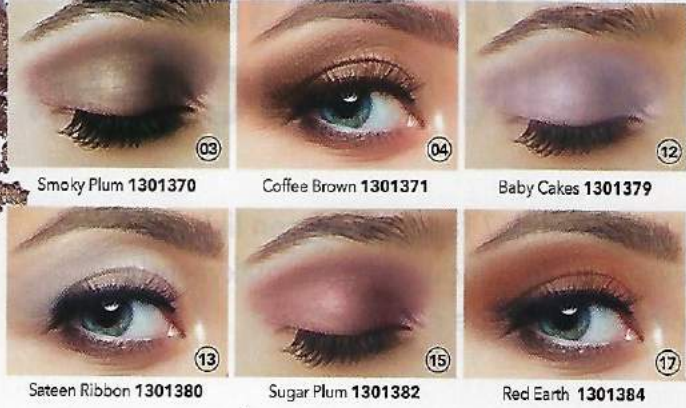 03
04
12
Smoky Plum 1301370
Coffee Brown 1301371
Baby Cakes 1301379
13
15
17
Sateen Ribbon 1301380
Sugar Plum 1301382
Red Earth 1301384